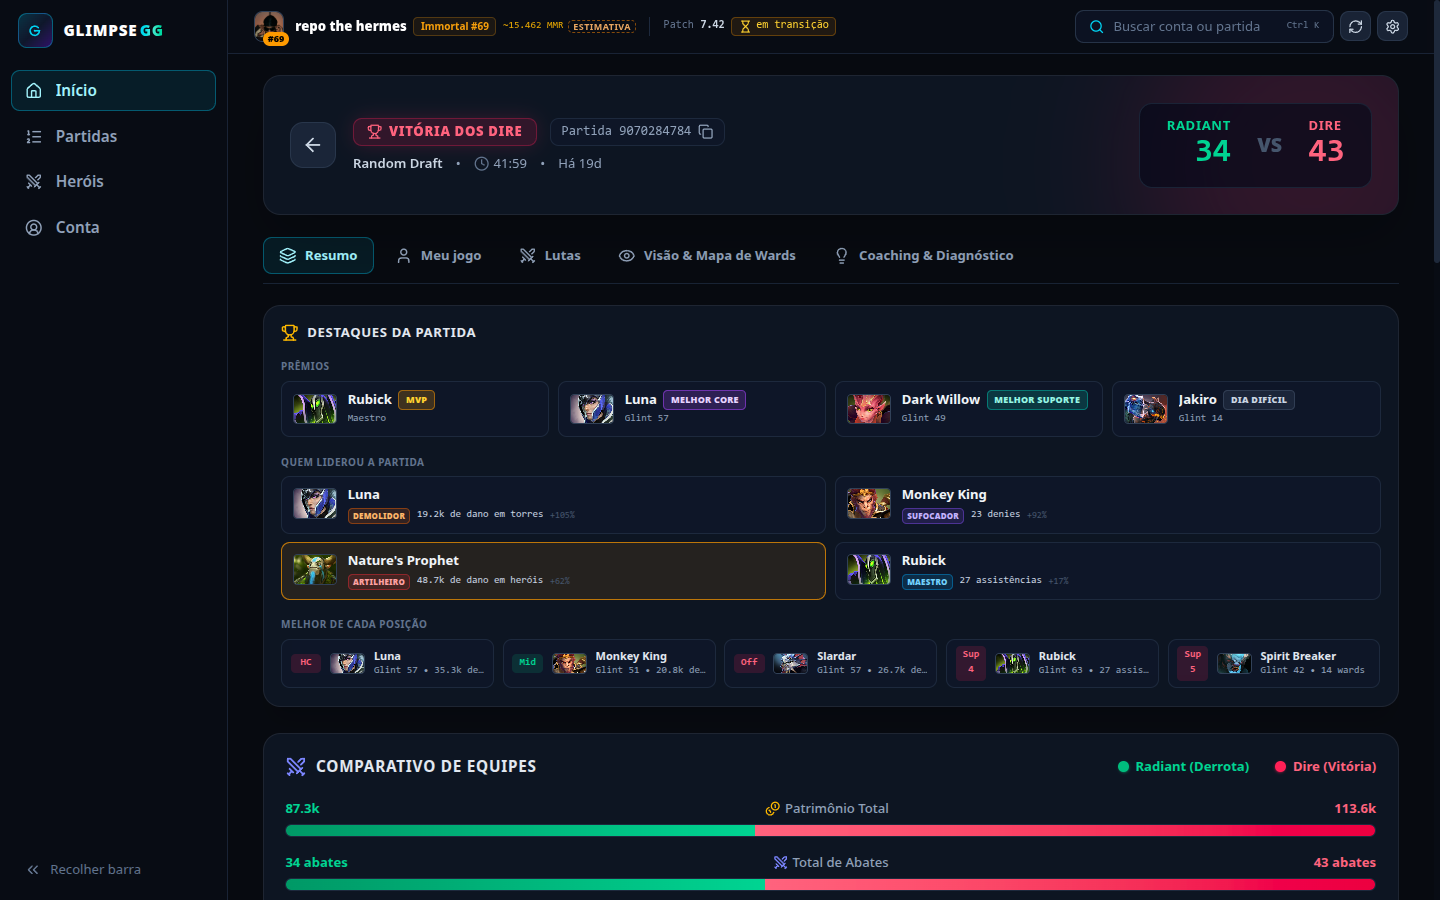 G GLIMPSE GG
Início
Partidas
Heróis
Conta
Recolher barra
#69
repo the hermes Immortal #69 ~15.462 MMR ESTIMATIVA Patch 7.42 em transição
Buscar conta ou partida Ctrl K
VITÓRIA DOS DIRE Partida 9070284784
Random Draft • 41:59 • Há 19d
RADIANT VS DIRE
34 43
Resumo Meu jogo Lutas Visão & Mapa de Wards Coaching & Diagnóstico
DESTAQUES DA PARTIDA
PRÊMIOS
Rubick MVP
Maestro
Luna MELHOR CORE
Glint 57
Dark Willow MELHOR SUPORTE
Glint 49
Jakiro DIA DIFÍCIL
Glint 14
QUEM LIDEROU A PARTIDA
Luna
DEMOLIDOR 19.2k de dano em torres +105%
Monkey King
SUFOCADOR 23 denies +92%
Nature's Prophet
ARTILHEIRO 48.7k de dano em heróis +62%
Rubick
MAESTRO 27 assistências +17%
MELHOR DE CADA POSIÇÃO
HC Luna
Glint 57 • 35.3k de…
Mid Monkey King
Glint 51 • 20.8k de…
Off Slardar
Glint 57 • 26.7k de…
Sup 4 Rubick
Glint 63 • 27 assis…
Sup 5 Spirit Breaker
Glint 42 • 14 wards
COMPARATIVO DE EQUIPES
Radiant (Derrota) Dire (Vitória)
87.3k Patrimônio Total 113.6k
34 abates Total de Abates 43 abates